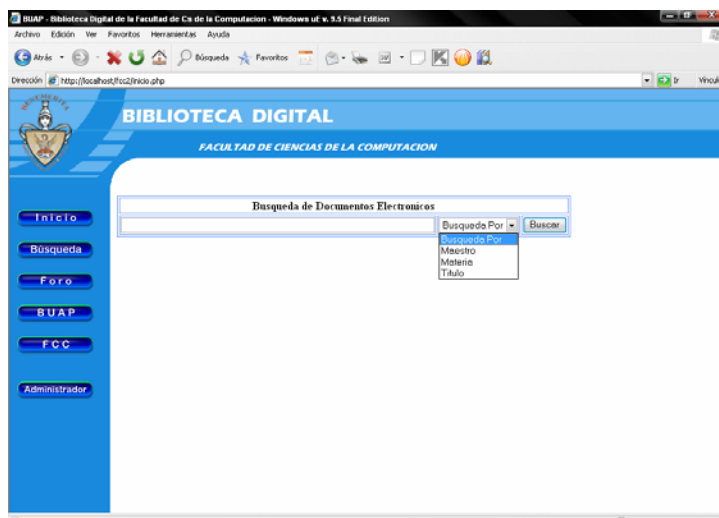 BUAP - Biblioteca Digital de la Facultad de Cs de la Computacion - Windows uE v. 9.5 Final Edition
Archivo Edición Ver Favoritos Herramientas Ayuda
Atrás Búsqueda Favoritos
Dirección http://localhost/fcc2/inicio.php Ir
BIBLIOTECA DIGITAL
FACULTAD DE CIENCIAS DE LA COMPUTACION
Busqueda de Documentos Electronicos
Busqueda Por Buscar
Busqueda Por
Maestro
Materia
Titulo
Inicio
Búsqueda
Foro
BUAP
FCC
Administrador